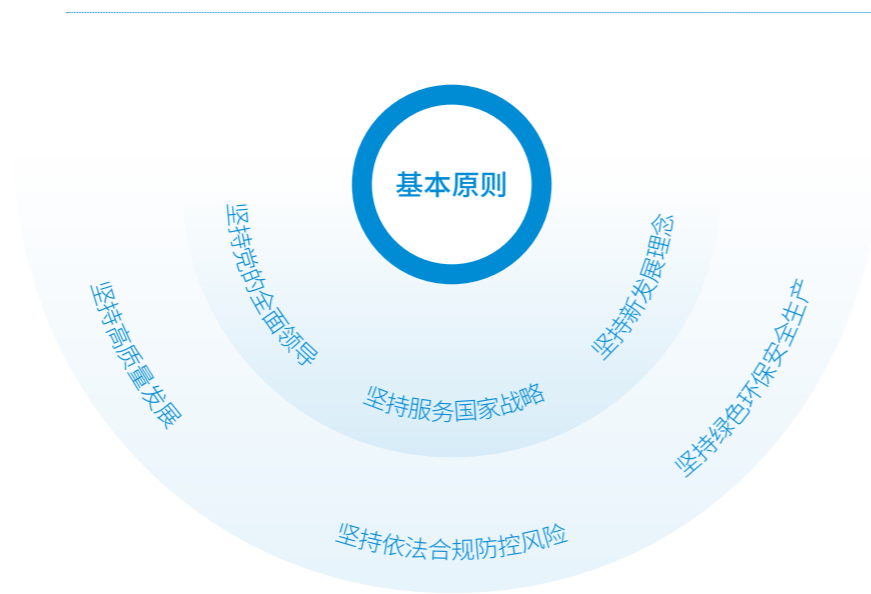 基本原则
坚持党的全面领导
坚持服务国家战略
坚持新发展理念
坚持高质量发展
坚持依法合规防控风险
坚持绿色环保安全生产